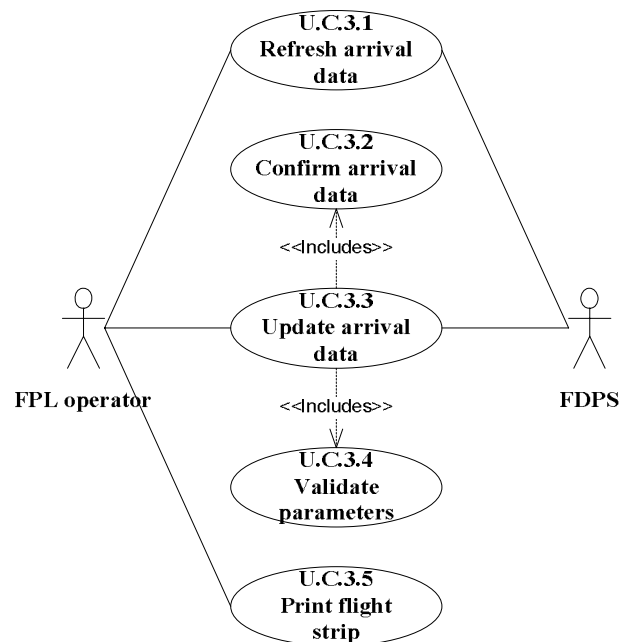 U.C.3.1
Refresh arrival
data
U.C.3.2
Confirm arrival
data
<<Includes>>
U.C.3.3
Update arrival
data
FPL operator
FDPS
<<Includes>>
U.C.3.4
Validate
parameters
U.C.3.5
Print flight
strip